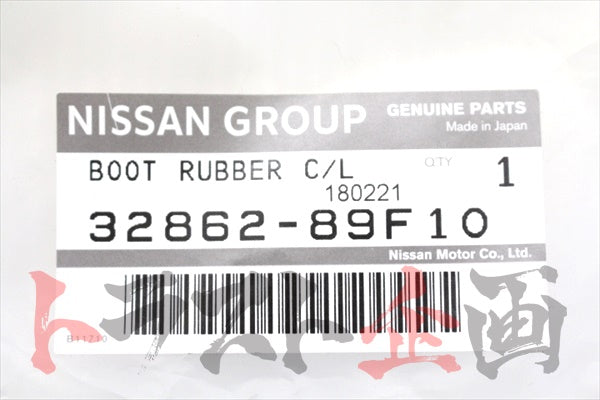 NISSAN GROUP
GENUINE PARTS
Made in Japan
BOOT RUBBER C/L
QTY
1
180221
32862-89F10
Nissan Motor Co., Ltd.
B11710
トラスト企画